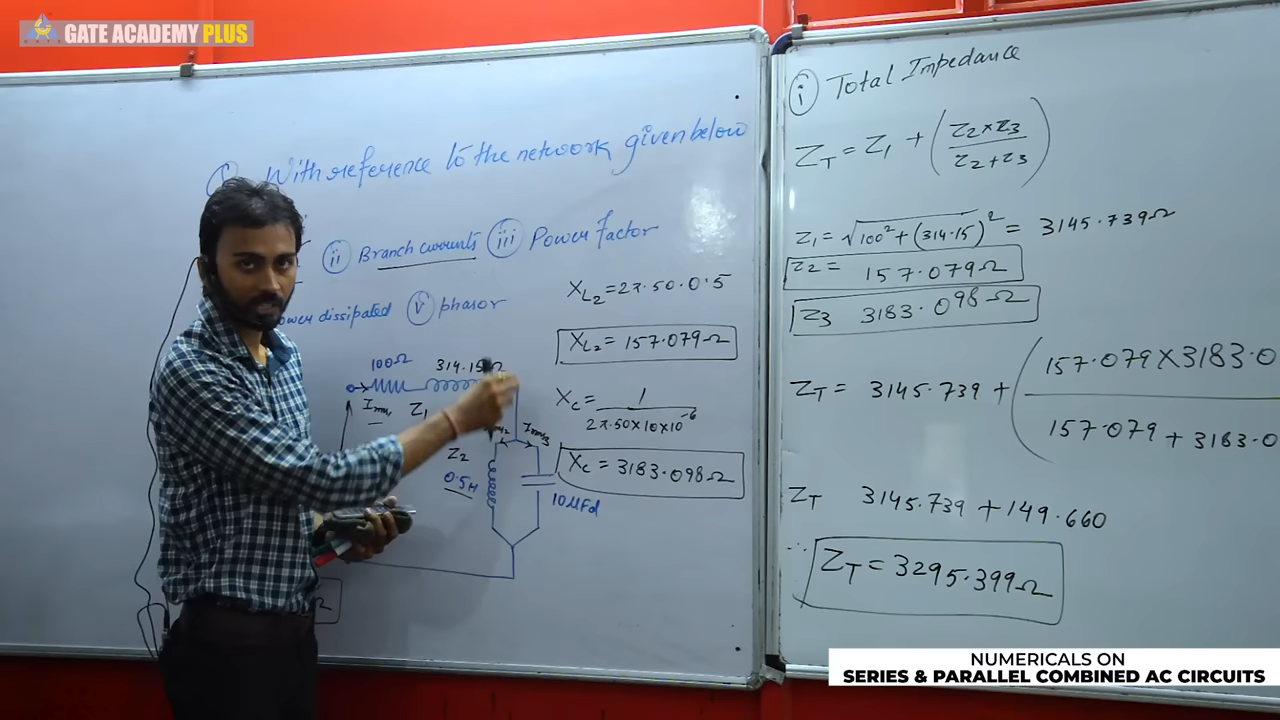 GATE ACADEMY PLUS
With reference to the network given below
ii Branch currents iii Power Factor
ower dissipated v phasor
100Ω 314.15Ω
Z1
Z2
0.5H
10μFd
XL2=2π.50.0.5
XL2=157.079Ω
XC=1/2π.50×10×10^-6
XC=3183.098Ω
i Total Impedance
ZT=Z1+(Z2×Z3/Z2+Z3)
Z1=√100²+(314.15)²=3145.739Ω
Z2= 157.079Ω
Z3 3183.098Ω
ZT= 3145.739+(157.079×3183.0/157.079+3183.0
ZT 3145.739+149.660
∴ ZT=3295.399Ω
NUMERICALS ON
SERIES & PARALLEL COMBINED AC CIRCUITS